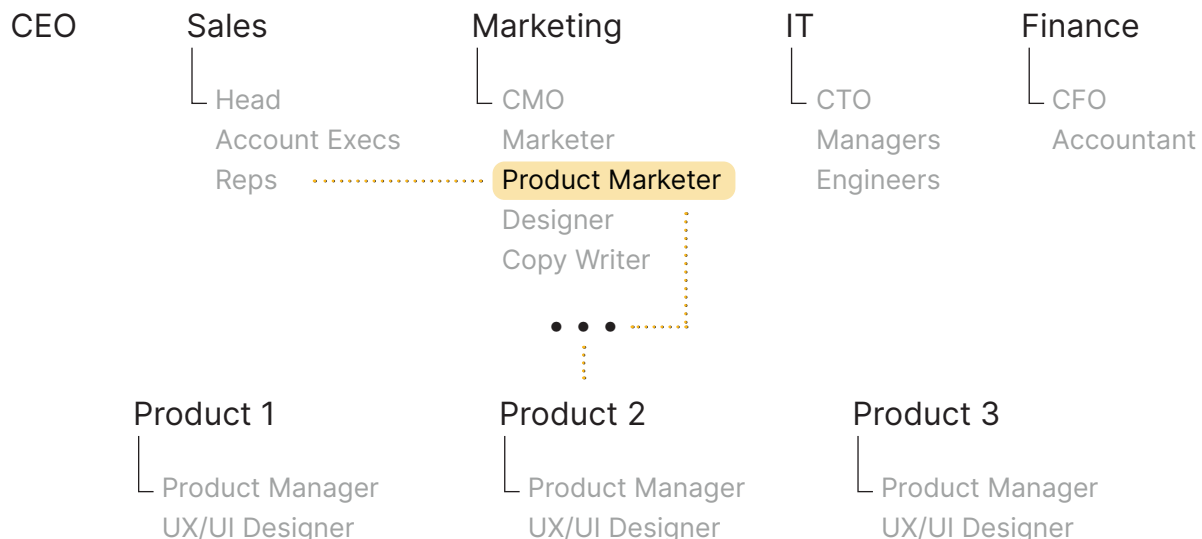 CEO
Sales
Marketing
IT
Finance
Head
Account Execs
Reps
CMO
Marketer
Product Marketer
Designer
Copy Writer
CTO
Managers
Engineers
CFO
Accountant
Product 1
Product Manager
UX/UI Designer
Product 2
Product Manager
UX/UI Designer
Product 3
Product Manager
UX/UI Designer